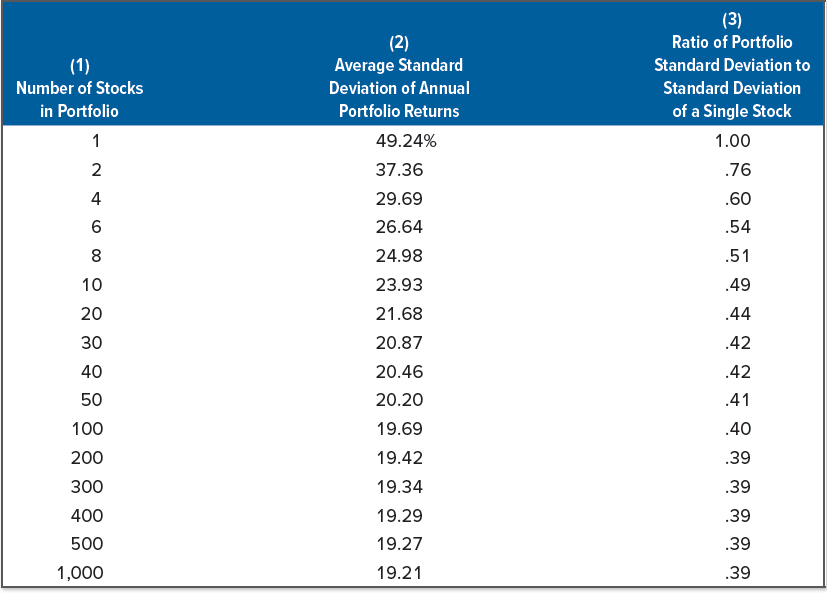 (1)
Number of Stocks
in Portfolio
(2)
Average Standard
Deviation of Annual
Portfolio Returns
(3)
Ratio of Portfolio
Standard Deviation to
Standard Deviation
of a Single Stock
1 49.24% 1.00
2 37.36 .76
4 29.69 .60
6 26.64 .54
8 24.98 .51
10 23.93 .49
20 21.68 .44
30 20.87 .42
40 20.46 .42
50 20.20 .41
100 19.69 .40
200 19.42 .39
300 19.34 .39
400 19.29 .39
500 19.27 .39
1,000 19.21 .39